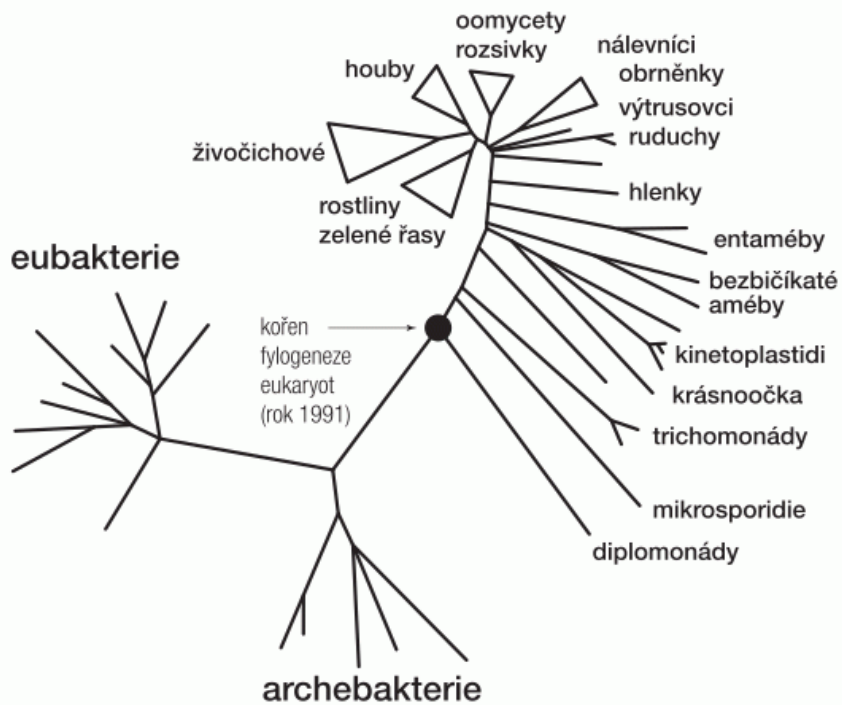 oomycety
rozsivky
nálevníci
obrněnky
houby
výtrusovci
ruduchy
živočichové
rostliny
zelené řasy
hlenky
entaméby
eubakterie
bezbičíkaté
améby
kořen
fylogeneze
eukaryot
(rok 1991)
kinetoplastidi
krásnoočka
trichomonády
mikrosporidie
diplomonády
archebakterie